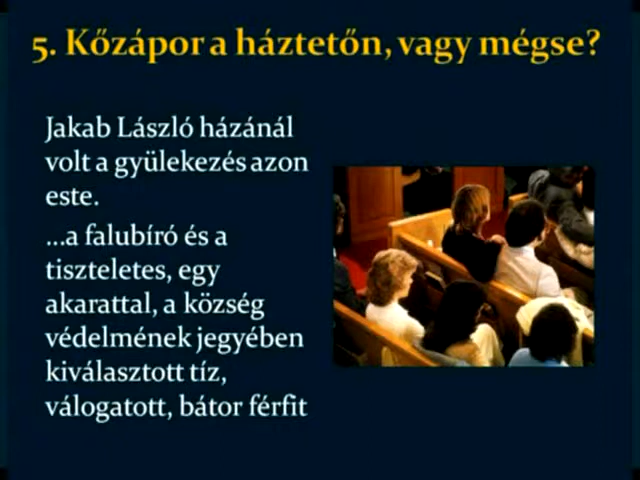 5. Kőzápor a háztetőn, vagy mégse?
Jakab László házánál
volt a gyülekezés azon
este.
...a falubíró és a
tiszteletes, egy
akarattal, a község
védelmének jegyében
kiválasztott tíz,
válogatott, bátor férfit